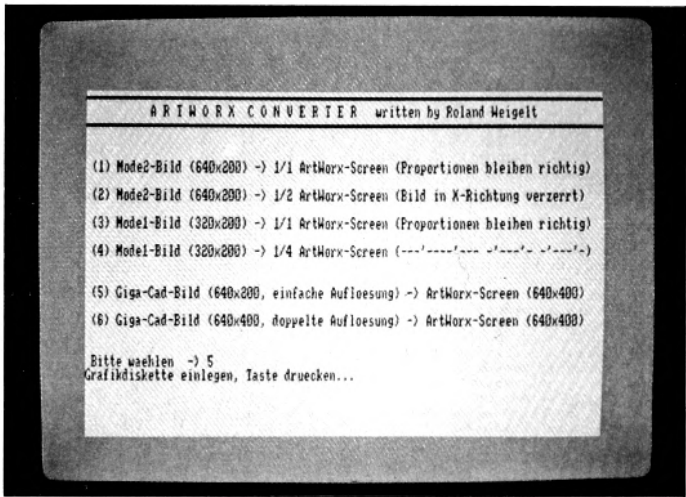 ARTWORX CONVERTER written by Roland Weigelt
(1) Mode2-Bild (640x200) -> 1/1 ArtWorx-Screen (Proportionen bleiben richtig)
(2) Mode2-Bild (640x200) -> 1/2 ArtWorx-Screen (Bild in X-Richtung verzerrt)
(3) Mode1-Bild (320x200) -> 1/1 ArtWorx-Screen (Proportionen bleiben richtig)
(4) Mode1-Bild (320x200) -> 1/4 ArtWorx-Screen (---'----'--- -'---'- -'---'-)
(5) Giga-Cad-Bild (640x200, einfache Aufloesung) -> ArtWorx-Screen (640x400)
(6) Giga-Cad-Bild (640x400, doppelte Aufloesung) -> ArtWorx-Screen (640x400)
Bitte waehlen -> 5
Grafikdiskette einlegen, Taste druecken...